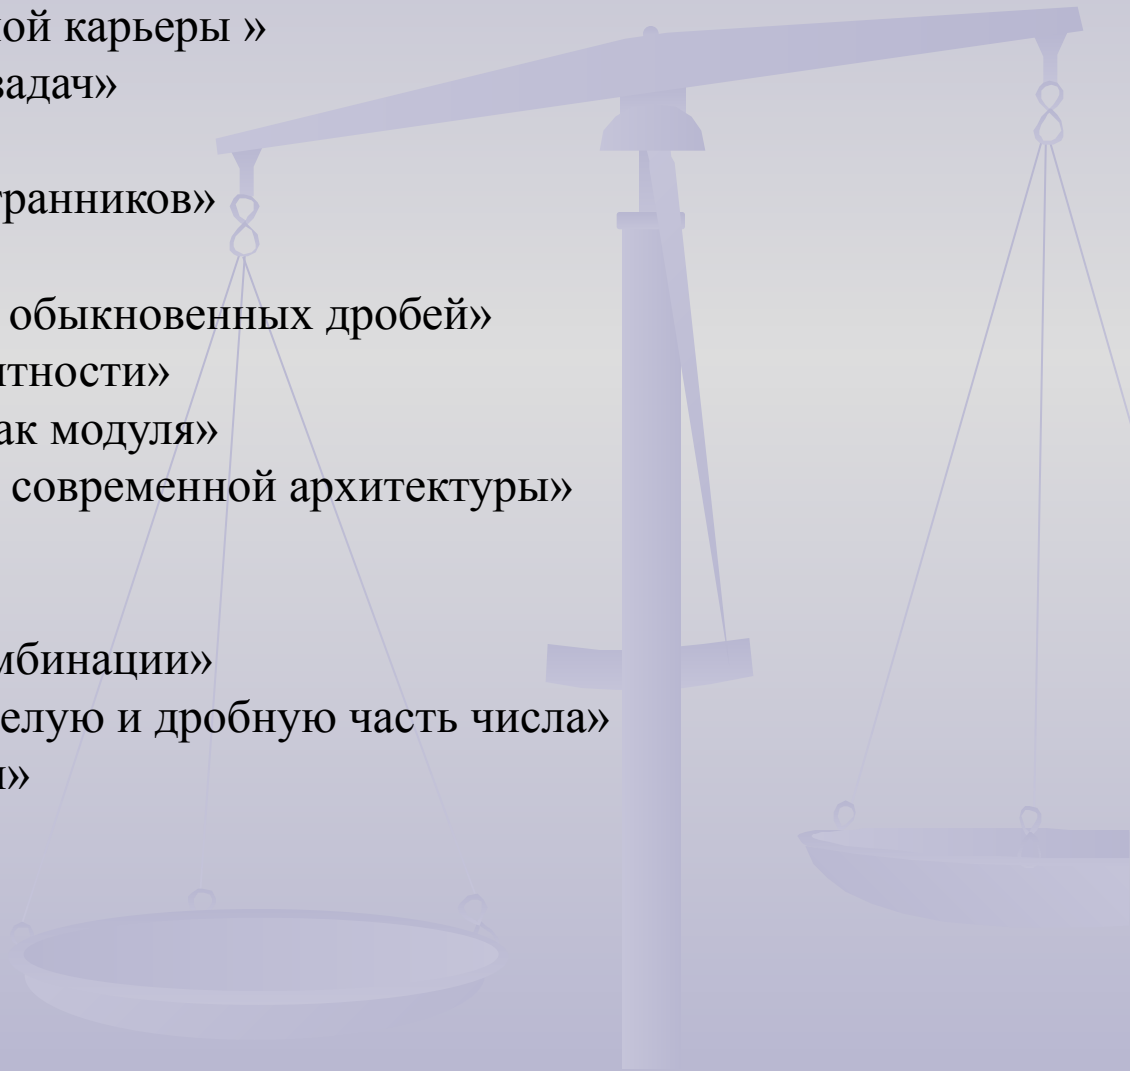 ой карьеры »
задач»
гранников»
обыкновенных дробей»
итности»
ак модуля»
современной архитектуры»
мбинации»
елую и дробную часть числа»
»